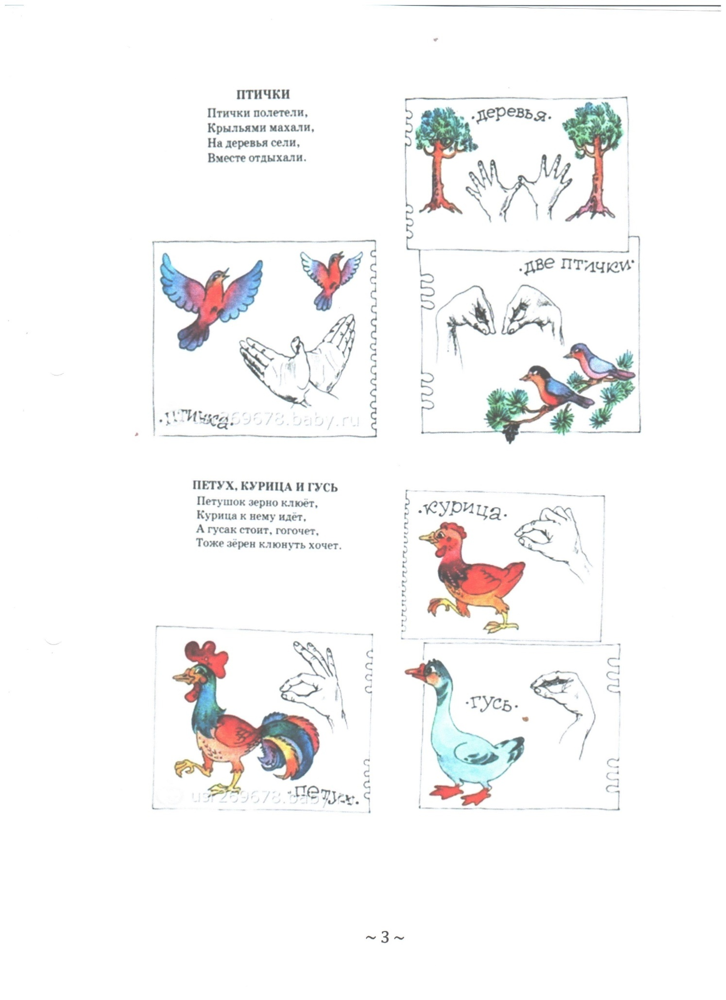 ПТИЧКИ
Птички полетели,
Крыльями махали,
На деревья сели,
Вместе отдыхали.
·деревья·
·две птички·
·птичка·
usr269678.baby.ru
ПЕТУХ, КУРИЦА И ГУСЬ
Петушок зерно клюёт,
Курица к нему идёт,
А гусак стоит, гогочет,
Тоже зёрен клюнуть хочет.
·курица·
·гусь·
·петух·
usr269678.baby
~ 3 ~